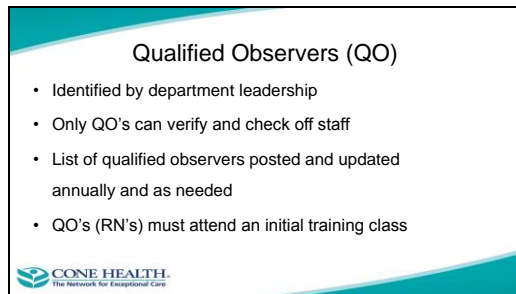 Qualified Observers (QO)
• Identified by department leadership
• Only QO's can verify and check off staff
• List of qualified observers posted and updated
annually and as needed
• QO's (RN's) must attend an initial training class
CONE HEALTH®
The Network for Exceptional Care